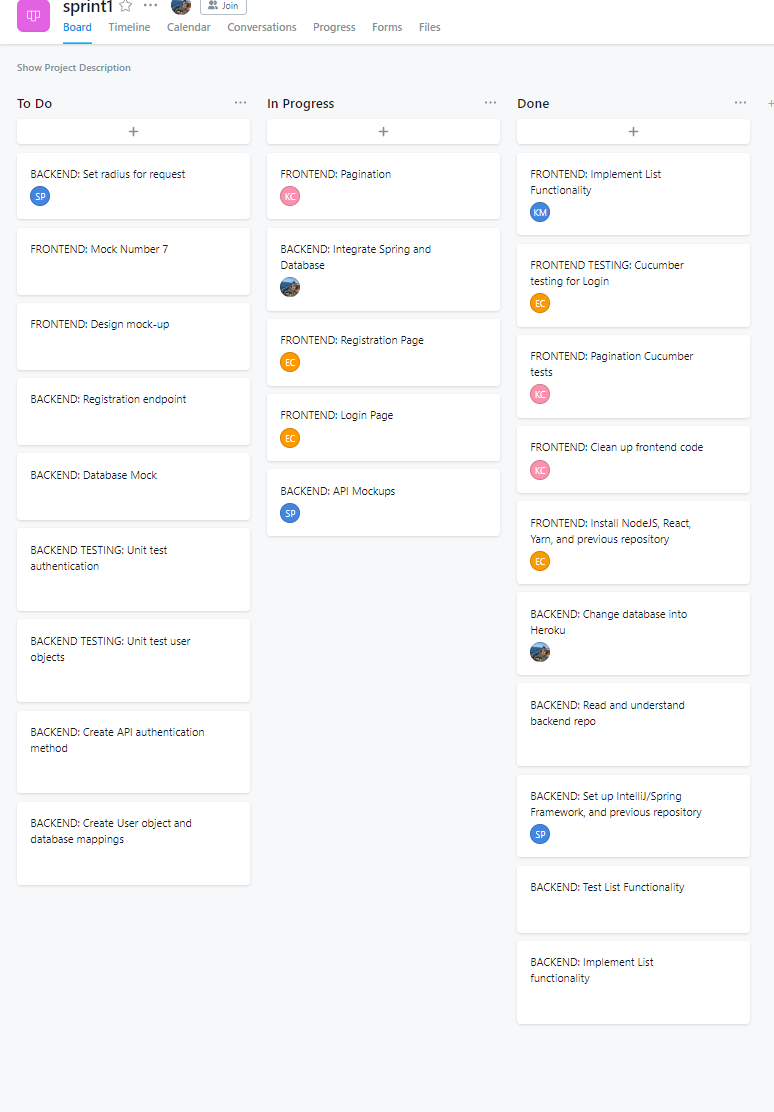 sprint1
Join
Board Timeline Calendar Conversations Progress Forms Files
Show Project Description
To Do
BACKEND: Set radius for request
SP
FRONTEND: Mock Number 7
FRONTEND: Design mock-up
BACKEND: Registration endpoint
BACKEND: Database Mock
BACKEND TESTING: Unit test
authentication
BACKEND TESTING: Unit test user
objects
BACKEND: Create API authentication
method
BACKEND: Create User object and
database mappings
In Progress
FRONTEND: Pagination
KC
BACKEND: Integrate Spring and
Database
FRONTEND: Registration Page
EC
FRONTEND: Login Page
EC
BACKEND: API Mockups
SP
Done
FRONTEND: Implement List
Functionality
KM
FRONTEND TESTING: Cucumber
testing for Login
EC
FRONTEND: Pagination Cucumber
tests
KC
FRONTEND: Clean up frontend code
KC
FRONTEND: Install NodeJS, React,
Yarn, and previous repository
EC
BACKEND: Change database into
Heroku
BACKEND: Read and understand
backend repo
BACKEND: Set up IntelliJ/Spring
Framework, and previous repository
SP
BACKEND: Test List Functionality
BACKEND: Implement List
functionality